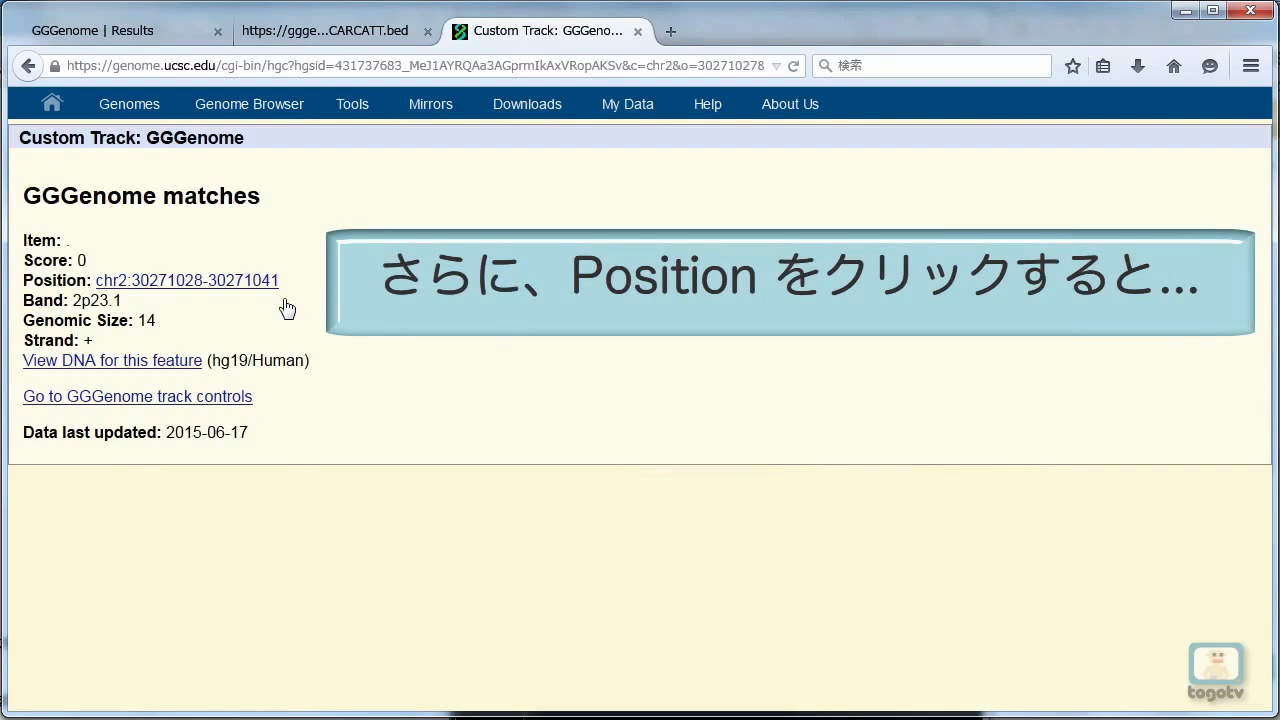 GGGenome | Results
https://ggge...CARCATT.bed
Custom Track: GGGeno...
https://genome.ucsc.edu/cgi-bin/hgc?hgsid=431737683_MeJ1AYRQAa3AGprmIkAxVRopAKSv&c=chr2&o=302710278
検索
Genomes Genome Browser Tools Mirrors Downloads My Data Help About Us
Custom Track: GGGenome
GGGenome matches
Item: .
Score: 0
Position: chr2:30271028-30271041
Band: 2p23.1
Genomic Size: 14
Strand: +
View DNA for this feature (hg19/Human)
Go to GGGenome track controls
Data last updated: 2015-06-17
さらに、Position をクリックすると...
togotv